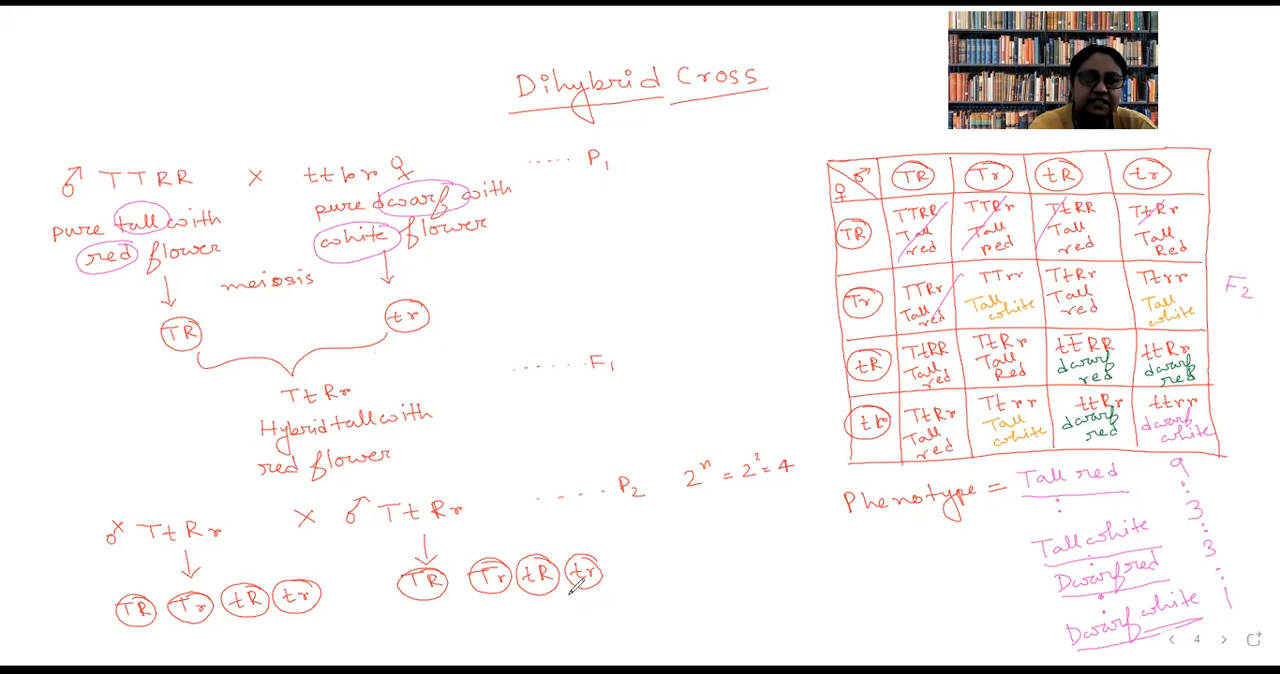 Dihybrid Cross
♂ TTRR x ttrr ♀ ..... P1
pure tall with
red flower
pure dwarf with
white flower
meiosis
TR
tr
...... F1
TtRr
Hybrid tall with
red flower
..... P2
2^n = 2^2 = 4
TtRr x ♂ TtRr
TR Tr tR tr
TR Tr tR tr
♂
♀
TR Tr tR tr
TR
TTRR
Tall
red
TTRr
Tall
red
TtRR
Tall
red
TtRr
Tall
Red
Tr
TTRr
Tall
red
TTrr
Tall
white
TtRr
Tall
red
Ttrr
Tall
white
F2
tR
TtRR
Tall
red
TtRr
Tall
Red
ttRR
dwarf
red
ttRr
dwarf
red
tr
TtRr
Tall
red
Ttrr
Tall
white
ttRr
dwarf
red
ttrr
dwarf
white
Phenotype = Tall red 9
:
Tall white 3
:
Dwarf red 3
:
Dwarf white 1
4